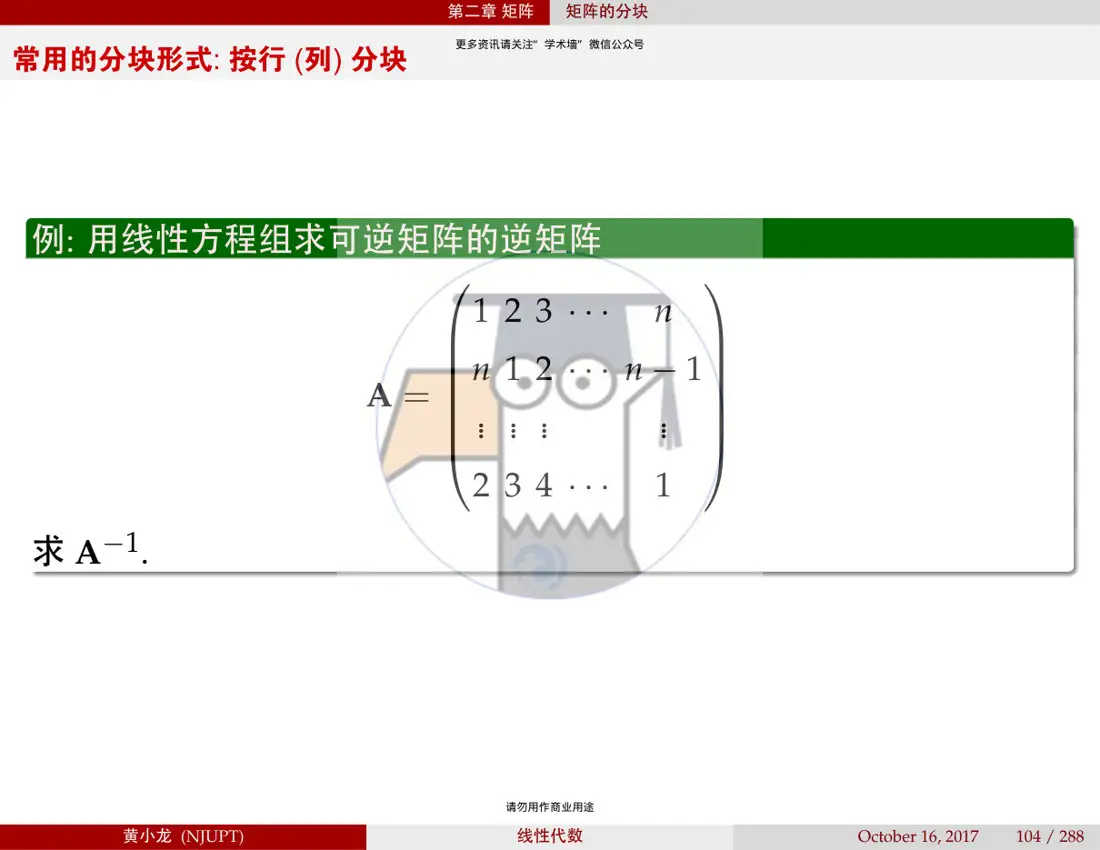 第二章 矩阵 矩阵的分块
更多资讯请关注“学术墙”微信公众号
常用的分块形式: 按行 (列) 分块
例: 用线性方程组求可逆矩阵的逆矩阵
1 2 3 ··· n
n 1 2 ··· n − 1
A =
⋮ ⋮ ⋮ ⋮
2 3 4 ··· 1
求 A⁻¹.
请勿用作商业用途
黄小龙 (NJUPT) 线性代数 October 16, 2017 104 / 288